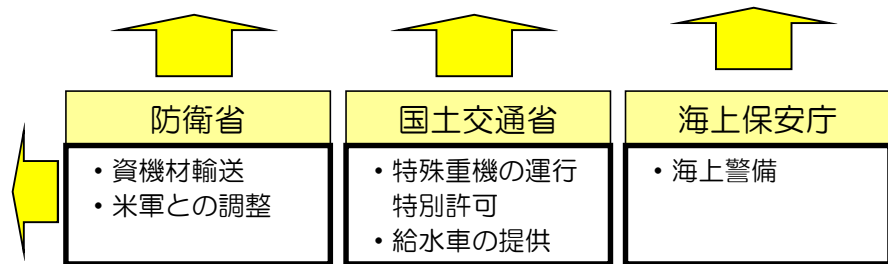 防衛省
・資機材輸送
・米軍との調整
国土交通省
・特殊重機の運行
特別許可
・給水車の提供
海上保安庁
・海上警備